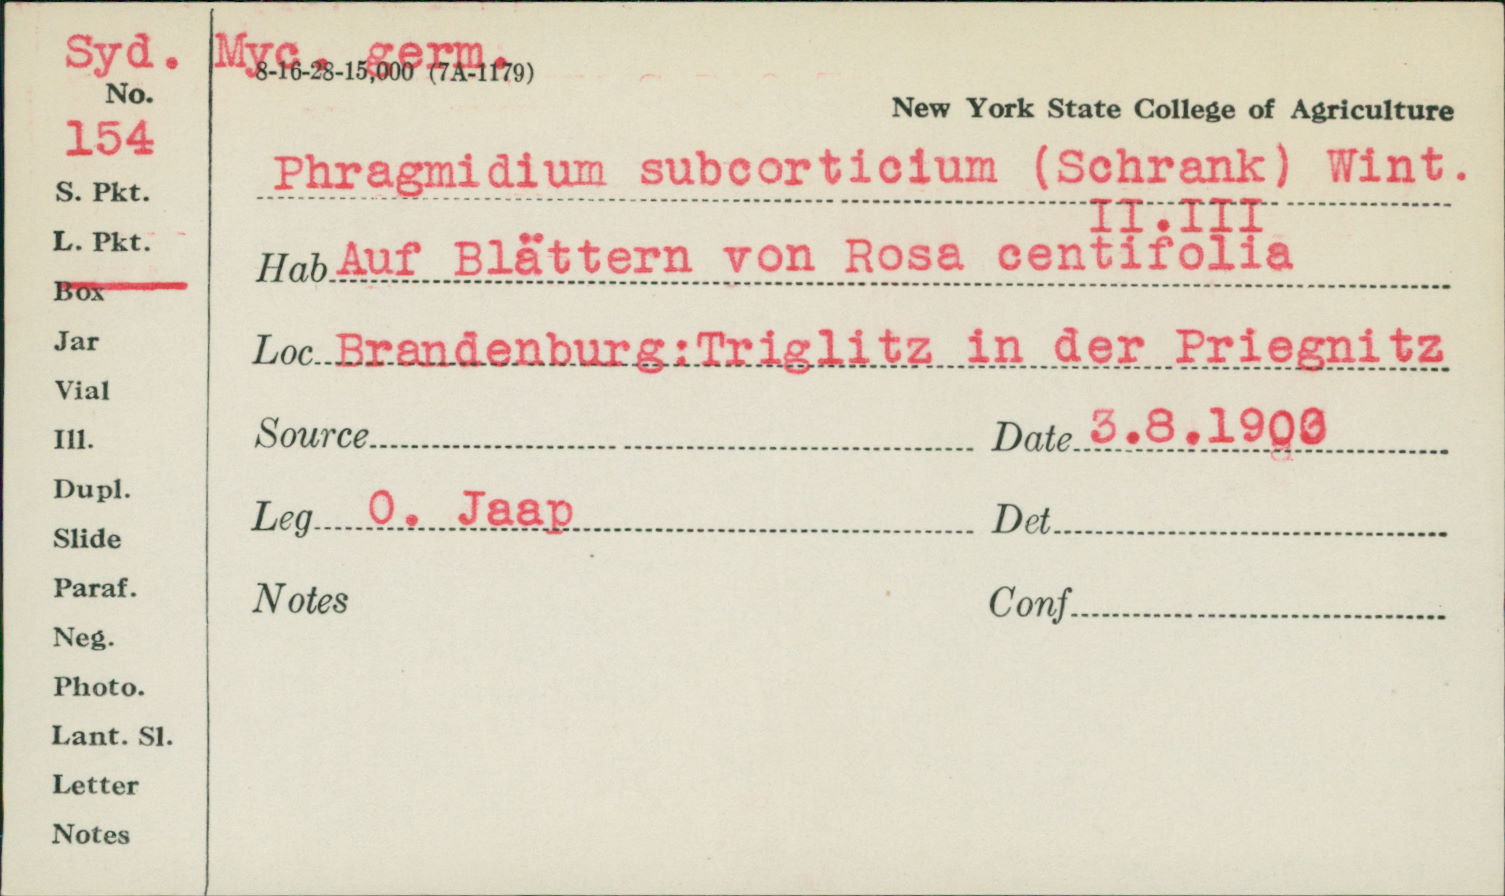 Syd. Myc. germ.
8-16-28-15,000 (7A-1179)
No.
New York State College of Agriculture
154
Phragmidium subcorticium (Schrank) Wint.
S. Pkt.
II.III
L. Pkt.
Hab Auf Blättern von Rosa centifolia
Box
Jar
Loc Brandenburg:Triglitz in der Priegnitz
Vial
Ill.
Source Date 3.8.1900
Dupl.
Leg O. Jaap Det
Slide
Paraf.
Notes Conf
Neg.
Photo.
Lant. Sl.
Letter
Notes